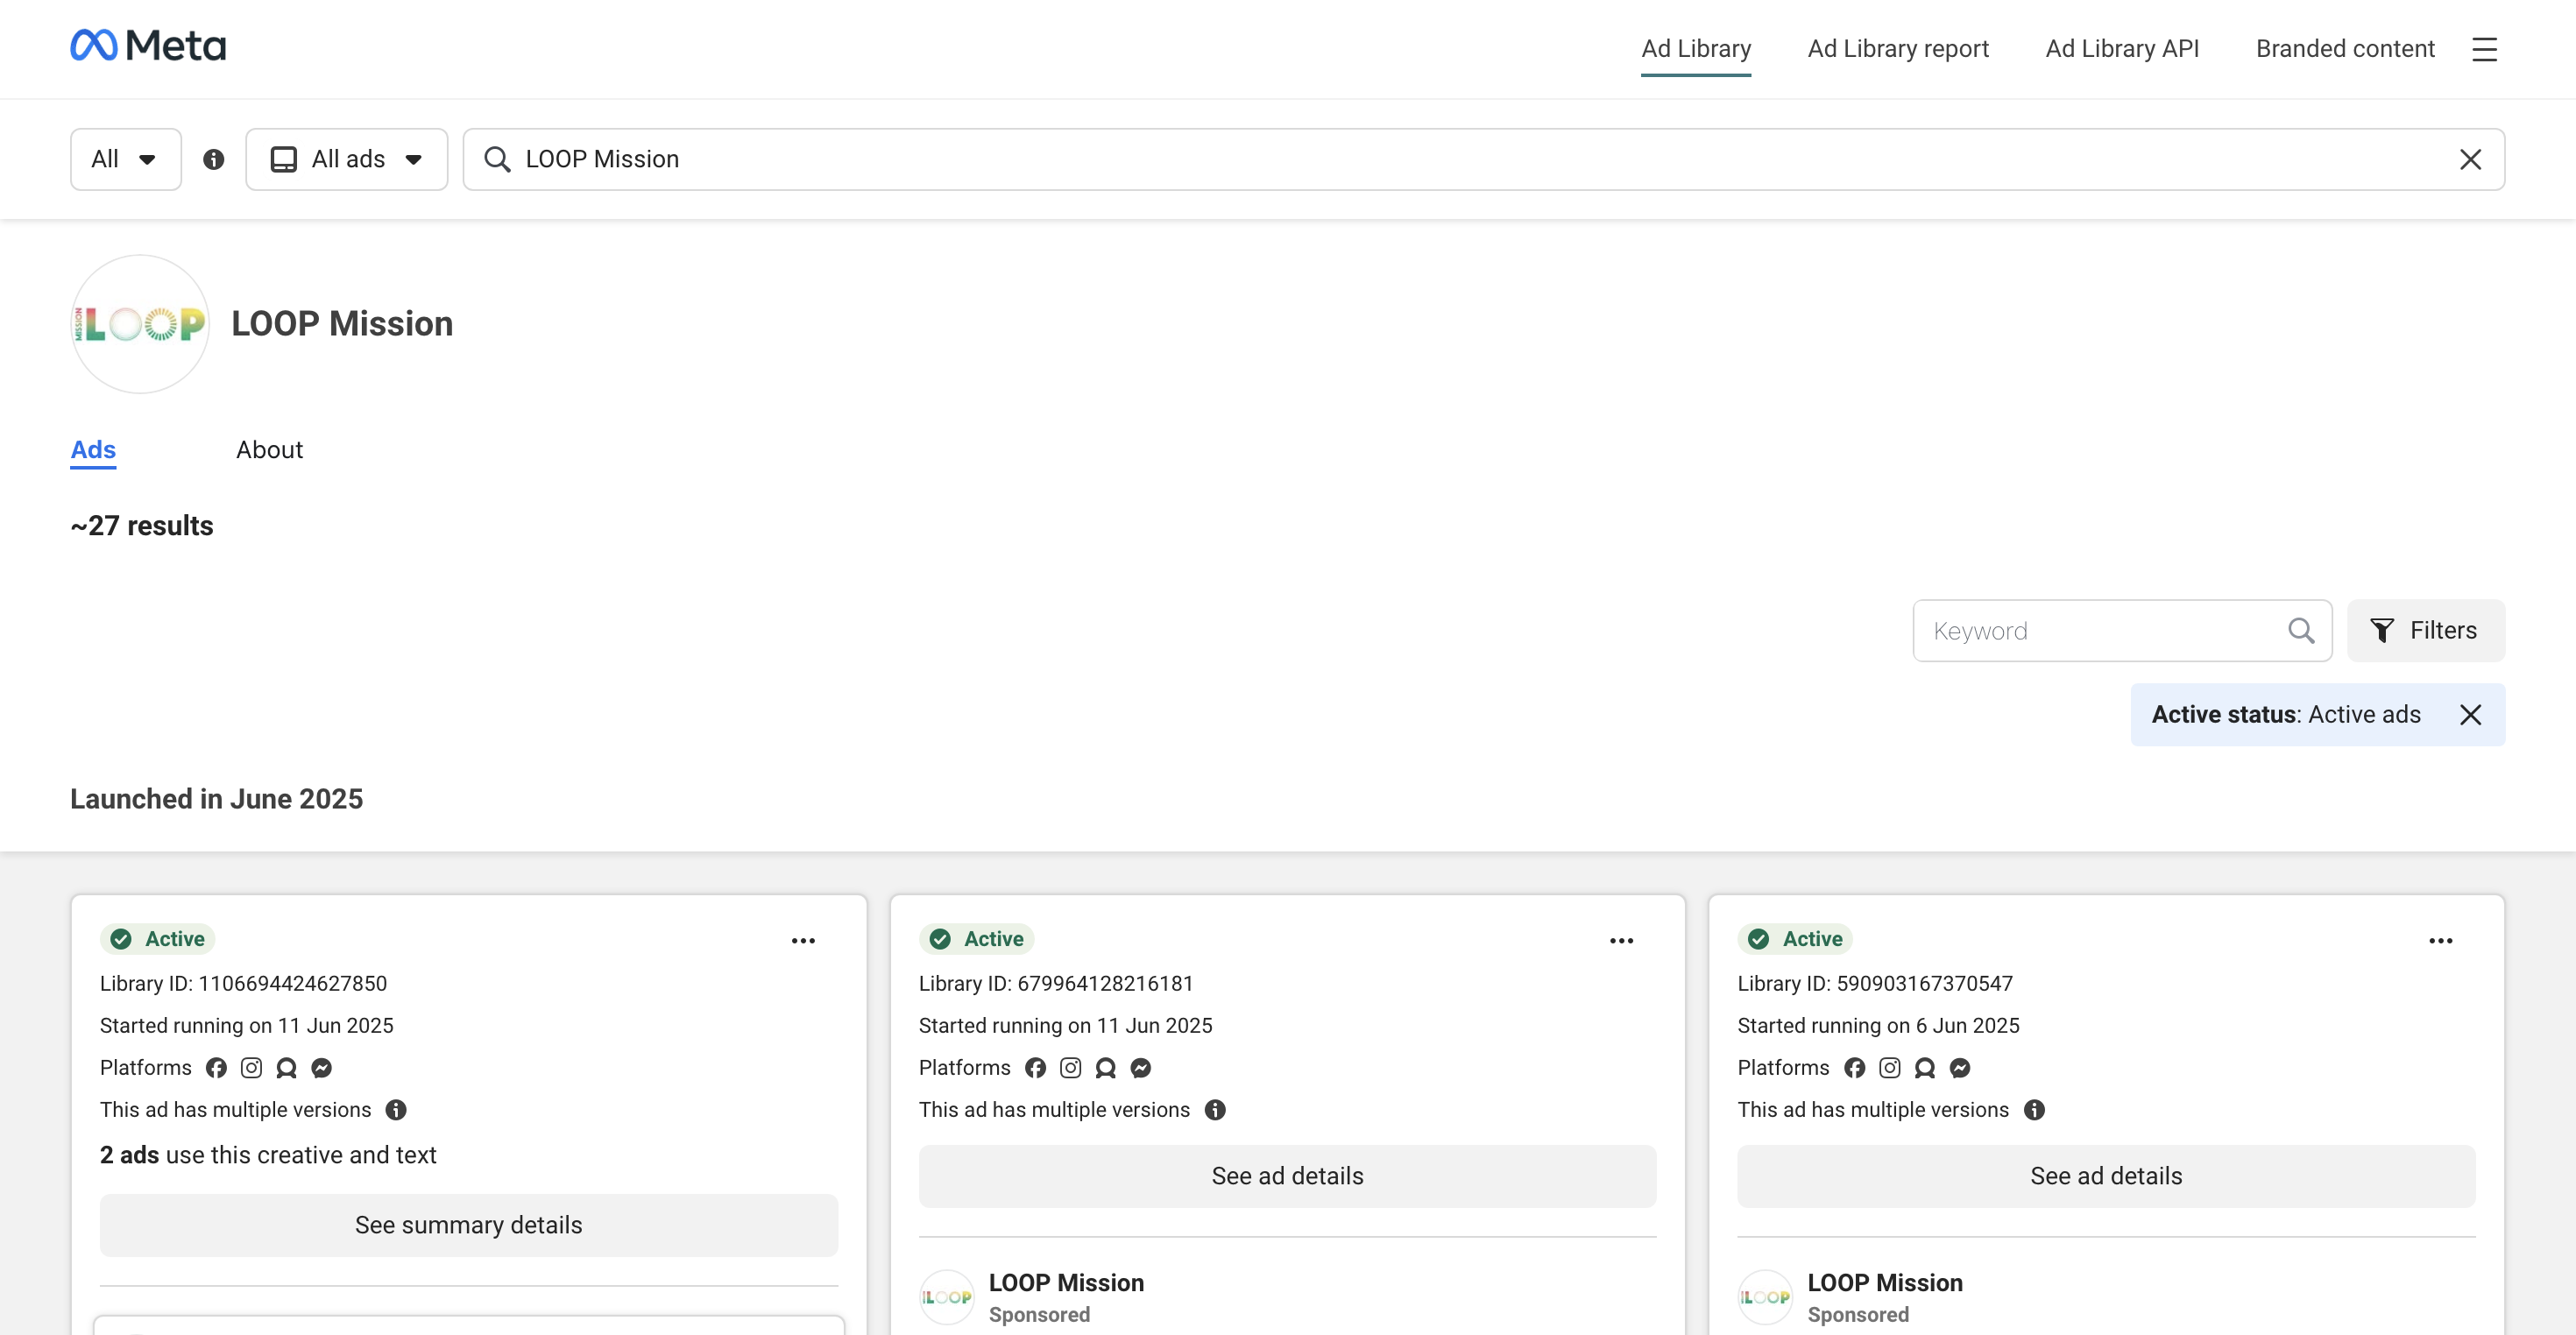 Meta
Ad Library Ad Library report Ad Library API Branded content
All All ads LOOP Mission
MISSION LOOP
LOOP Mission
Ads About
~27 results
Keyword Filters
Active status: Active ads
Launched in June 2025
Active
Library ID: 1106694424627850
Started running on 11 Jun 2025
Platforms
This ad has multiple versions
2 ads use this creative and text
See summary details
Active
Library ID: 679964128216181
Started running on 11 Jun 2025
Platforms
This ad has multiple versions
See ad details
LOOP
LOOP Mission
Sponsored
Active
Library ID: 590903167370547
Started running on 6 Jun 2025
Platforms
This ad has multiple versions
See ad details
LOOP
LOOP Mission
Sponsored